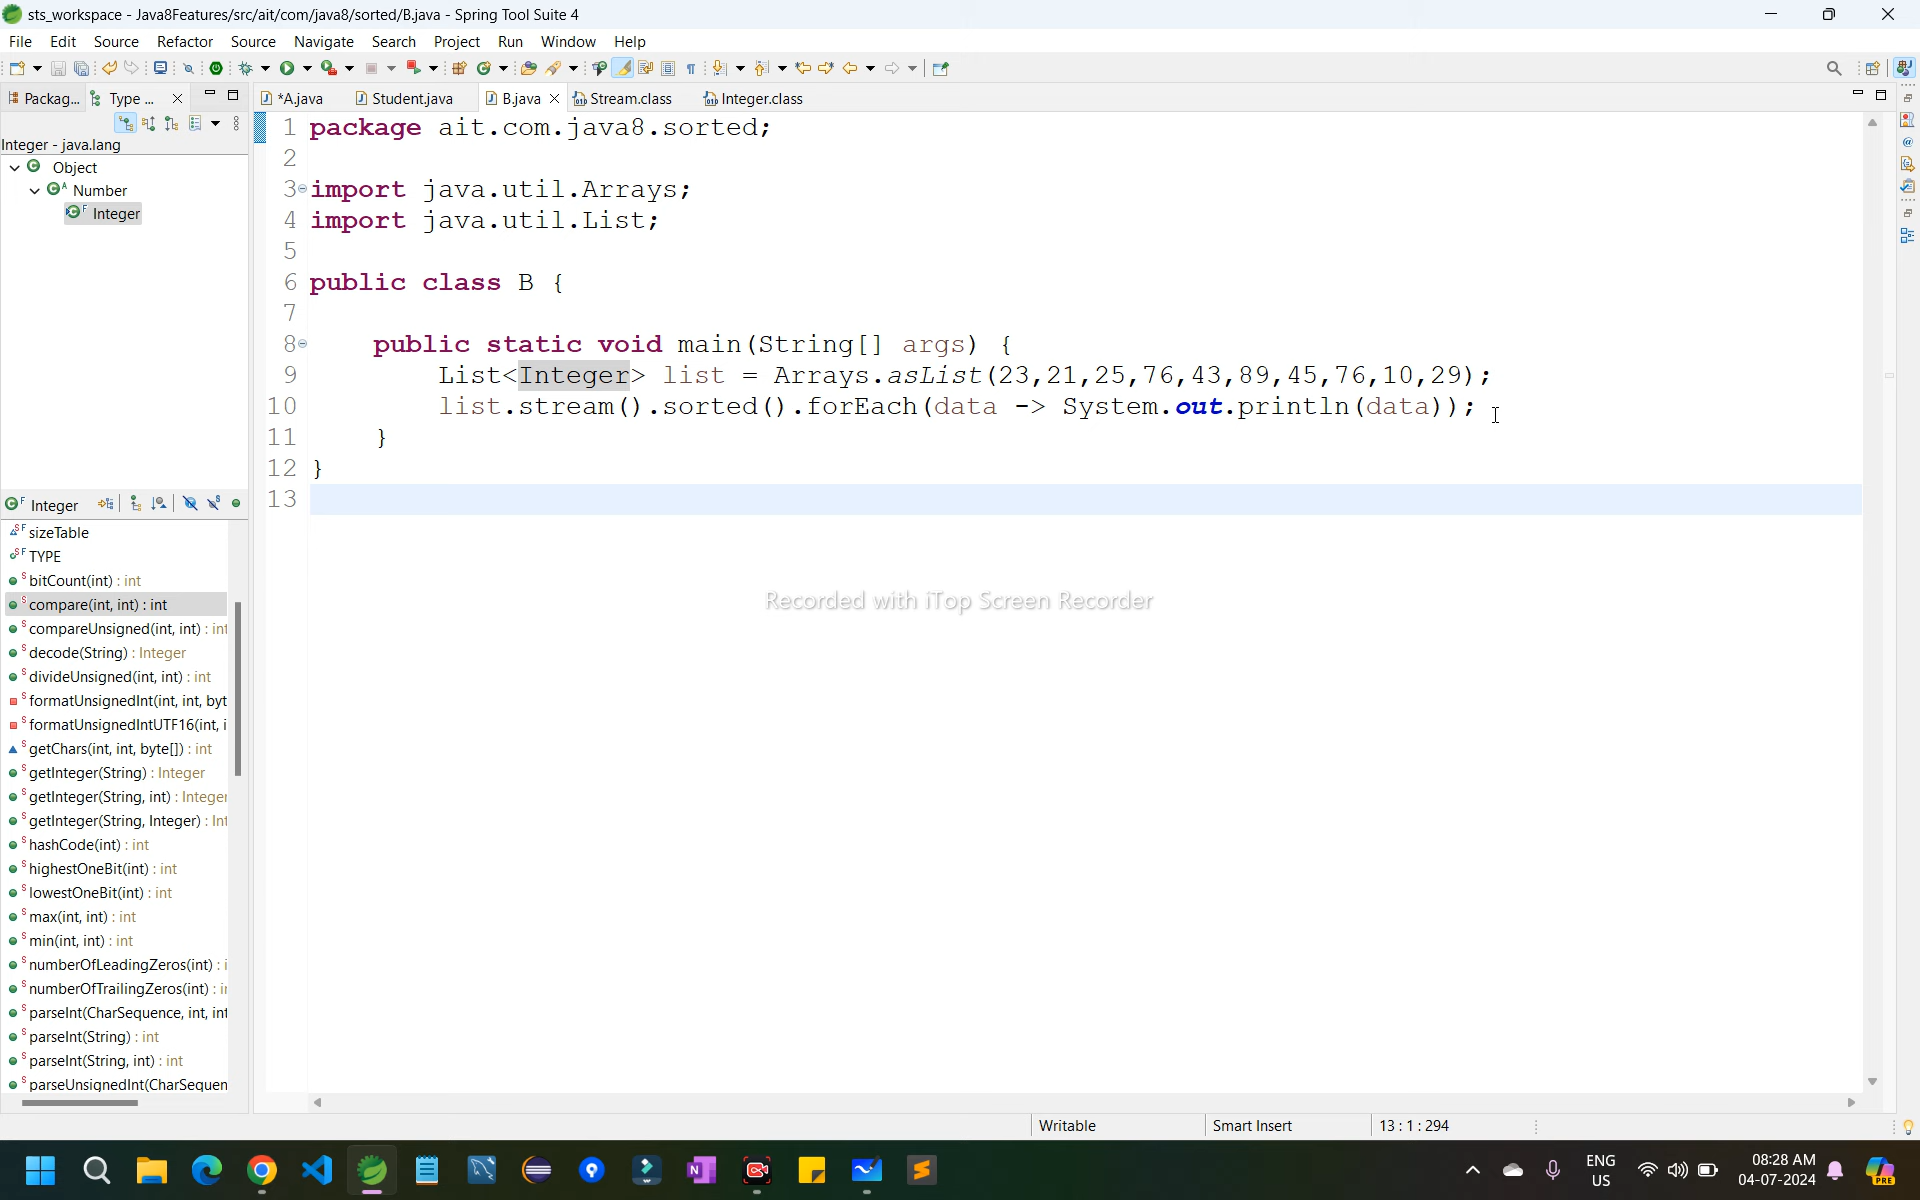 sts_workspace - Java8Features/src/ait/com/java8/sorted/B.java - Spring Tool Suite 4
File Edit Source Refactor Source Navigate Search Project Run Window Help
Packag... Type ...
*A.java Student.java B.java Stream.class Integer.class
Integer - java.lang
Object
Number
Integer
1 package ait.com.java8.sorted;
2
3 import java.util.Arrays;
4 import java.util.List;
5
6 public class B {
7
8 public static void main(String[] args) {
9 List<Integer> list = Arrays.asList(23,21,25,76,43,89,45,76,10,29);
10 list.stream().sorted().forEach(data -> System.out.println(data));
11 }
12 }
13
Recorded with iTop Screen Recorder
Integer
sizeTable
TYPE
bitCount(int) : int
compare(int, int) : int
compareUnsigned(int, int) : int
decode(String) : Integer
divideUnsigned(int, int) : int
formatUnsignedInt(int, int, byt
formatUnsignedIntUTF16(int, i
getChars(int, int, byte[]) : int
getInteger(String) : Integer
getInteger(String, int) : Integer
getInteger(String, Integer) : Int
hashCode(int) : int
highestOneBit(int) : int
lowestOneBit(int) : int
max(int, int) : int
min(int, int) : int
numberOfLeadingZeros(int) : i
numberOfTrailingZeros(int) : in
parseInt(CharSequence, int, int
parseInt(String) : int
parseInt(String, int) : int
parseUnsignedInt(CharSequen
Writable Smart Insert 13 : 1 : 294
ENG
US
08:28 AM
04-07-2024
PRE